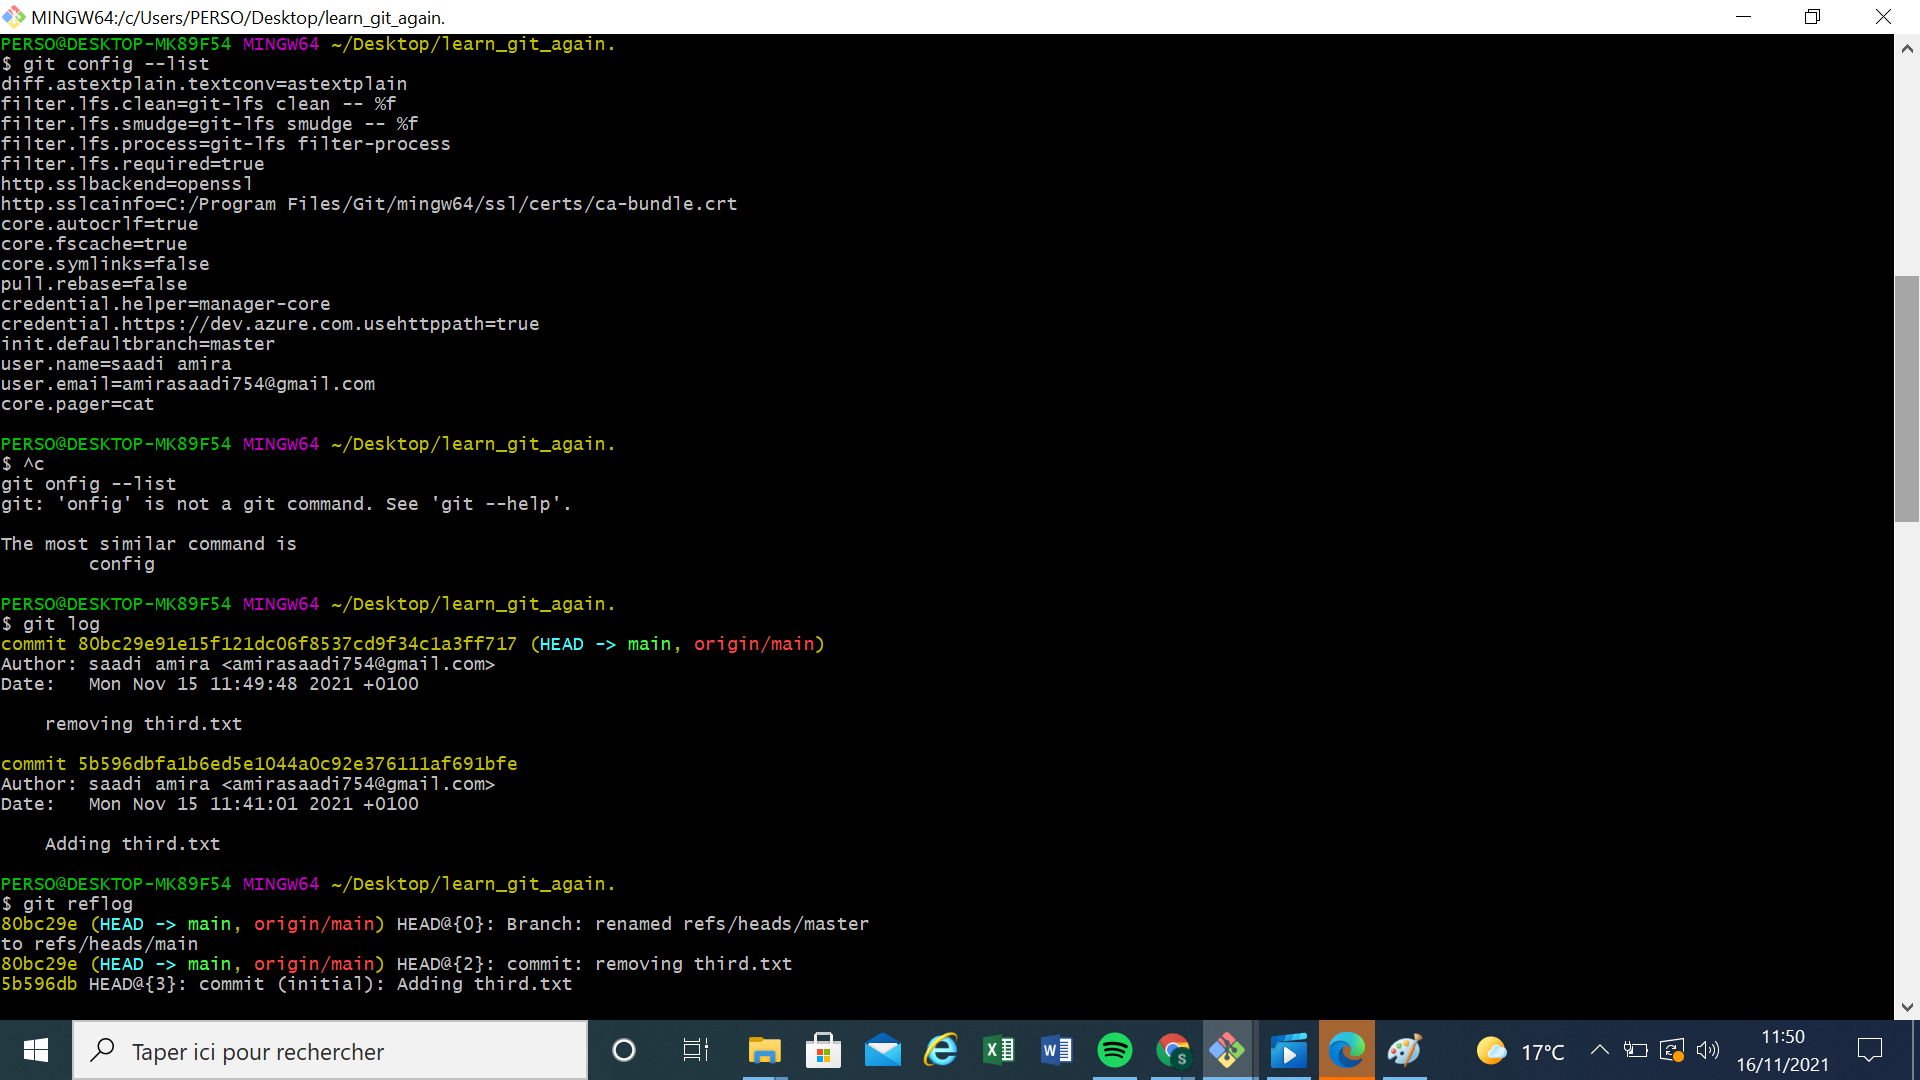 MINGW64:/c/Users/PERSO/Desktop/learn_git_again.
PERSO@DESKTOP-MK89F54 MINGW64 ~/Desktop/learn_git_again.
$ git config --list
diff.astextplain.textconv=astextplain
filter.lfs.clean=git-lfs clean -- %f
filter.lfs.smudge=git-lfs smudge -- %f
filter.lfs.process=git-lfs filter-process
filter.lfs.required=true
http.sslbackend=openssl
http.sslcainfo=C:/Program Files/Git/mingw64/ssl/certs/ca-bundle.crt
core.autocrlf=true
core.fscache=true
core.symlinks=false
pull.rebase=false
credential.helper=manager-core
credential.https://dev.azure.com.usehttppath=true
init.defaultbranch=master
user.name=saadi amira
user.email=amirasaadi754@gmail.com
core.pager=cat
PERSO@DESKTOP-MK89F54 MINGW64 ~/Desktop/learn_git_again.
$ ^c
git onfig --list
git: 'onfig' is not a git command. See 'git --help'.
The most similar command is
config
PERSO@DESKTOP-MK89F54 MINGW64 ~/Desktop/learn_git_again.
$ git log
commit 80bc29e91e15f121dc06f8537cd9f34c1a3ff717 (HEAD -> main, origin/main)
Author: saadi amira <amirasaadi754@gmail.com>
Date:   Mon Nov 15 11:49:48 2021 +0100
removing third.txt
commit 5b596dbfa1b6ed5e1044a0c92e376111af691bfe
Author: saadi amira <amirasaadi754@gmail.com>
Date:   Mon Nov 15 11:41:01 2021 +0100
Adding third.txt
PERSO@DESKTOP-MK89F54 MINGW64 ~/Desktop/learn_git_again.
$ git reflog
80bc29e (HEAD -> main, origin/main) HEAD@{0}: Branch: renamed refs/heads/master
to refs/heads/main
80bc29e (HEAD -> main, origin/main) HEAD@{2}: commit: removing third.txt
5b596db HEAD@{3}: commit (initial): Adding third.txt
Taper ici pour rechercher
S
17°C
11:50
16/11/2021